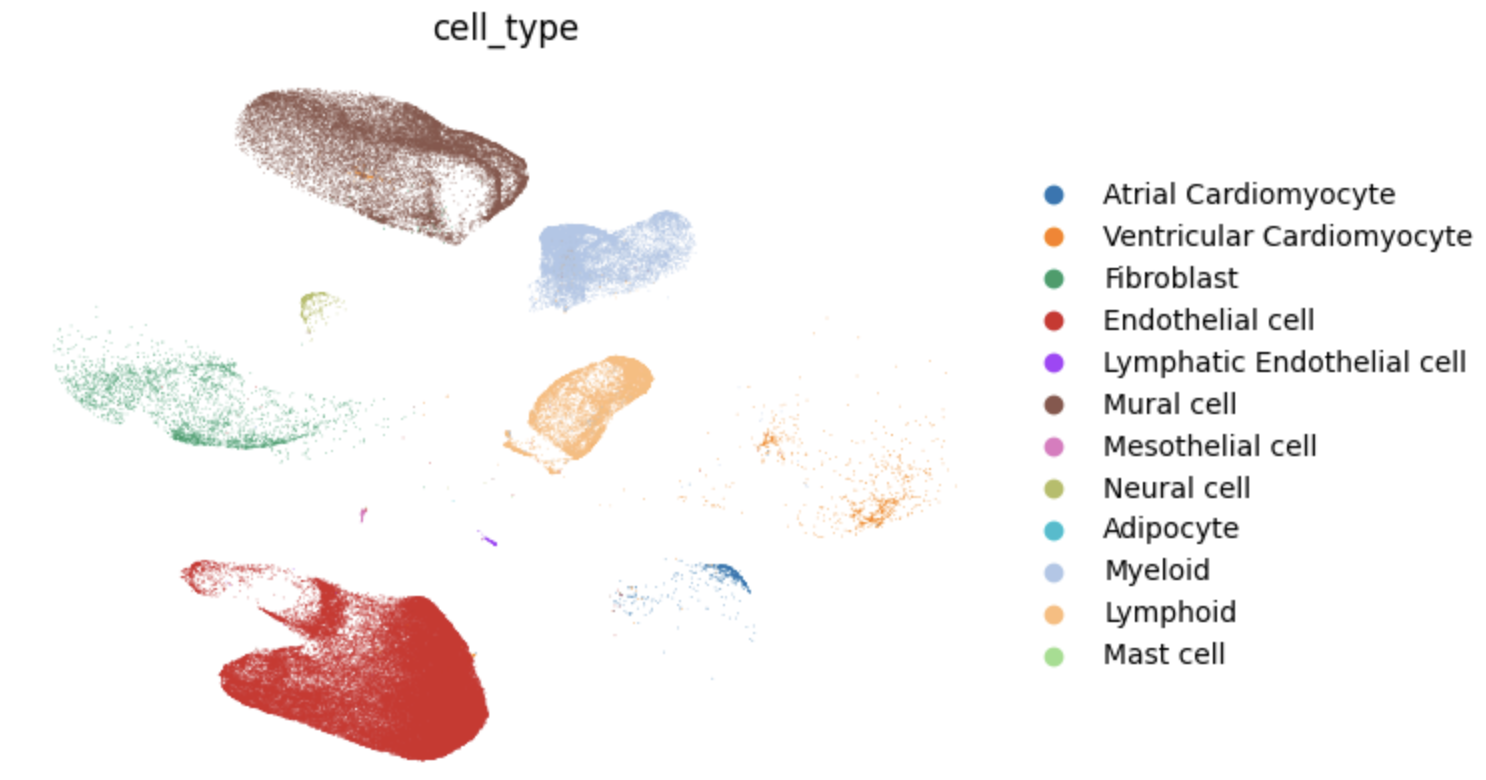 cell_type
Atrial Cardiomyocyte
Ventricular Cardiomyocyte
Fibroblast
Endothelial cell
Lymphatic Endothelial cell
Mural cell
Mesothelial cell
Neural cell
Adipocyte
Myeloid
Lymphoid
Mast cell